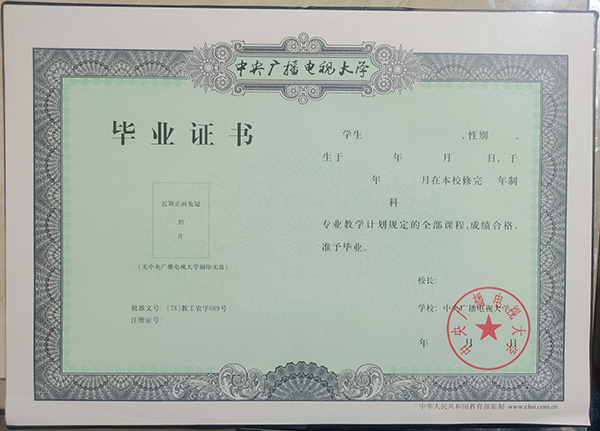 中央广播电视大学
毕业证书
学生 ,性别 ,
生于 年 月 日,于
年 月在本校修完 年制
科
专业教学计划规定的全部课程,成绩合格,
准予毕业。
近期正面免冠
照
片
(无中央广播电视大学钢印无效)
批准文号:(78)教工农字089号
注册证号:
校长:
学校: 中央广播电视大学
年 月 日
中央广播电视大学
中华人民共和国教育部监制 www.chsi.com.cn